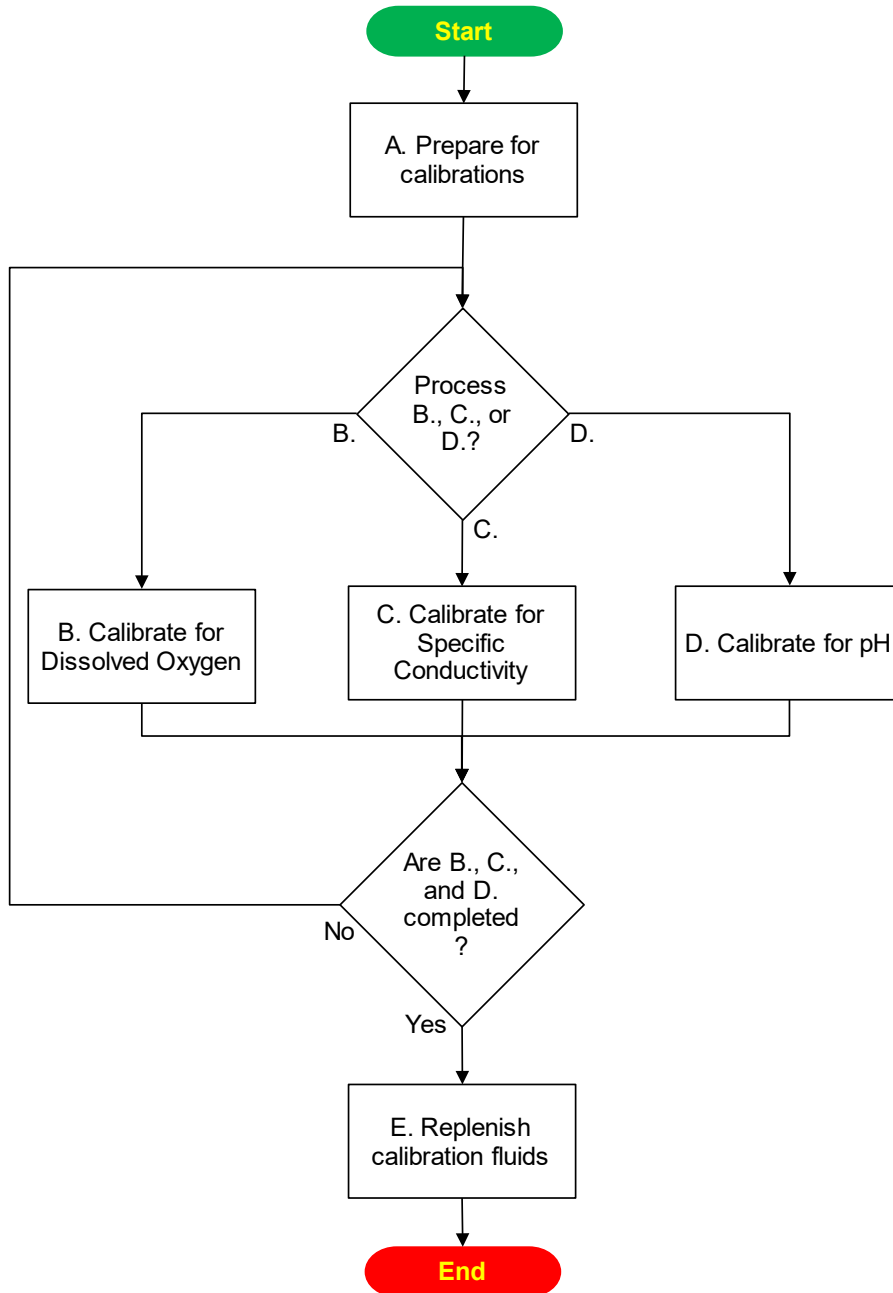 Start
A. Prepare for
calibrations
Process
B., C., or
D.?
B.
D.
C.
B. Calibrate for
Dissolved Oxygen
C. Calibrate for
Specific
Conductivity
D. Calibrate for pH
Are B., C.,
and D.
completed
?
No
Yes
E. Replenish
calibration fluids
End